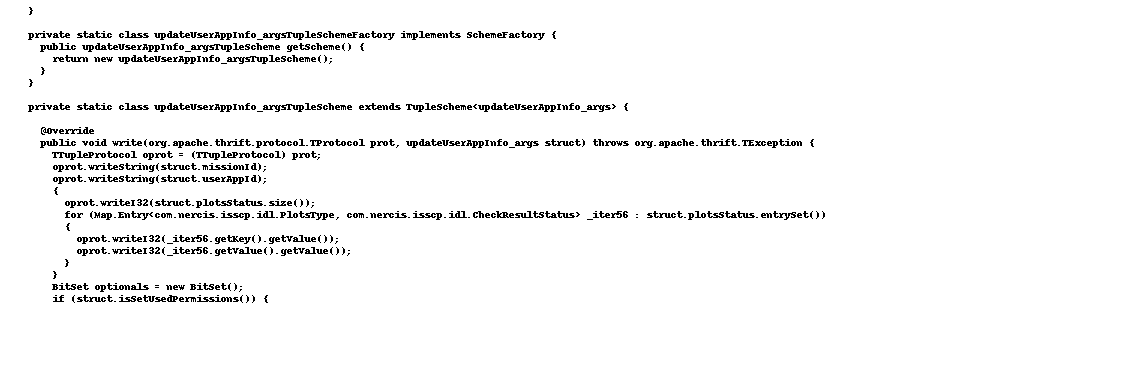 }
private static class updateUserAppInfo_argsTupleSchemeFactory implements SchemeFactory {
public updateUserAppInfo_argsTupleScheme getScheme() {
return new updateUserAppInfo_argsTupleScheme();
}
}
private static class updateUserAppInfo_argsTupleScheme extends TupleScheme<updateUserAppInfo_args> {
@Override
public void write(org.apache.thrift.protocol.TProtocol prot, updateUserAppInfo_args struct) throws org.apache.thrift.TException {
TTupleProtocol oprot = (TTupleProtocol) prot;
oprot.writeString(struct.missionId);
oprot.writeString(struct.userAppId);
{
oprot.writeI32(struct.plotsStatus.size());
for (Map.Entry<com.nercis.isscp.idl.PlotsType, com.nercis.isscp.idl.CheckResultStatus> _iter56 : struct.plotsStatus.entrySet())
{
oprot.writeI32(_iter56.getKey().getValue());
oprot.writeI32(_iter56.getValue().getValue());
}
}
BitSet optionals = new BitSet();
if (struct.isSetUsedPermissions()) {